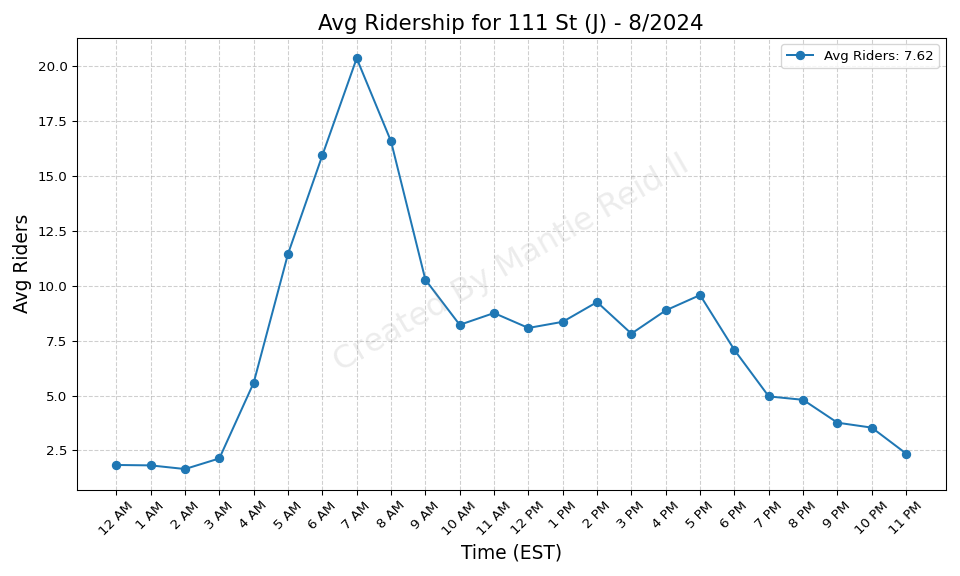 Avg Ridership for 111 St (J) - 8/2024
Avg Riders: 7.62
20.0
17.5
15.0
12.5
10.0
7.5
5.0
2.5
Avg Riders
Created By Mantie Reid II
12 AM
1 AM
2 AM
3 AM
4 AM
5 AM
6 AM
7 AM
8 AM
9 AM
10 AM
11 AM
12 PM
1 PM
2 PM
3 PM
4 PM
5 PM
6 PM
7 PM
8 PM
9 PM
10 PM
11 PM
Time (EST)